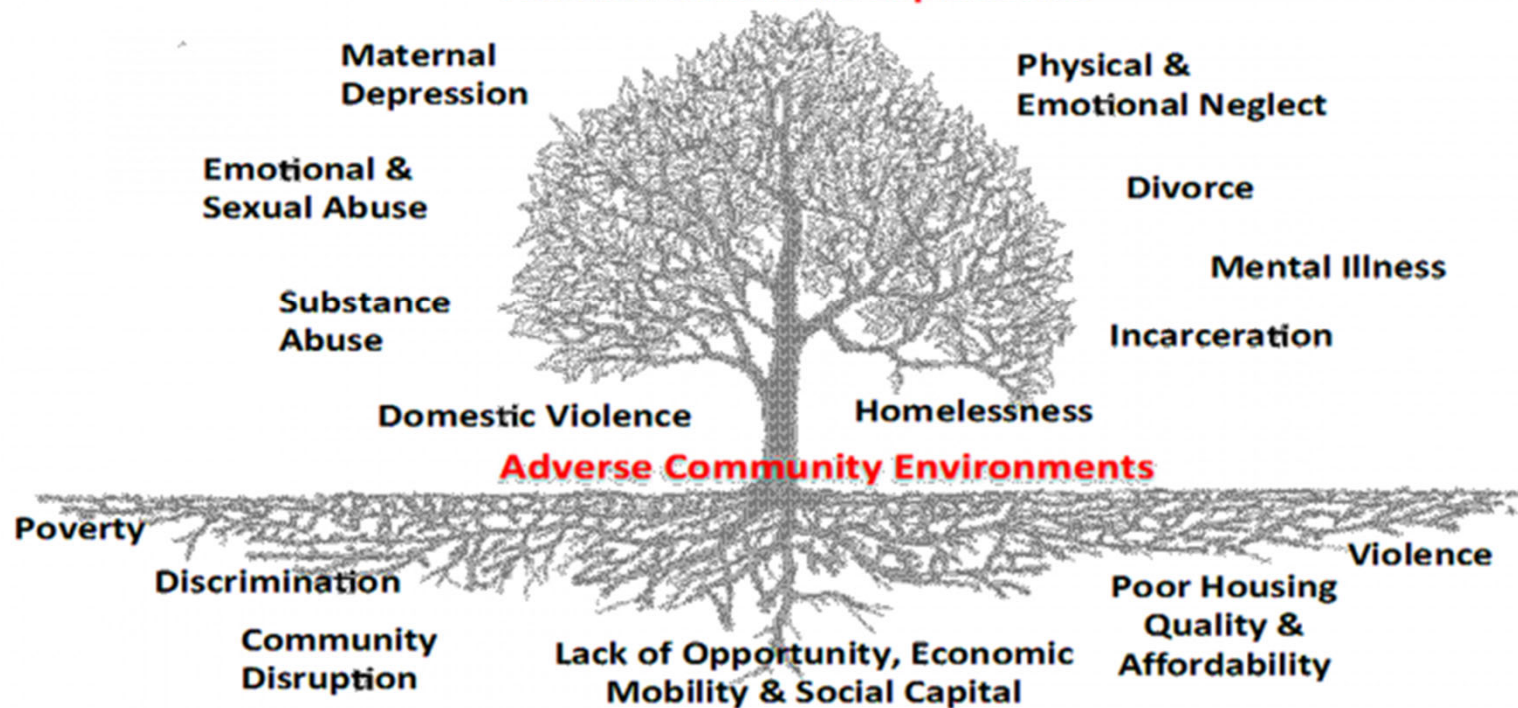 Maternal
Depression
Physical &
Emotional Neglect
Emotional &
Sexual Abuse
Divorce
Mental Illness
Substance
Abuse
Incarceration
Domestic Violence
Homelessness
Adverse Community Environments
Poverty
Violence
Discrimination
Poor Housing
Quality &
Affordability
Community
Disruption
Lack of Opportunity, Economic
Mobility & Social Capital